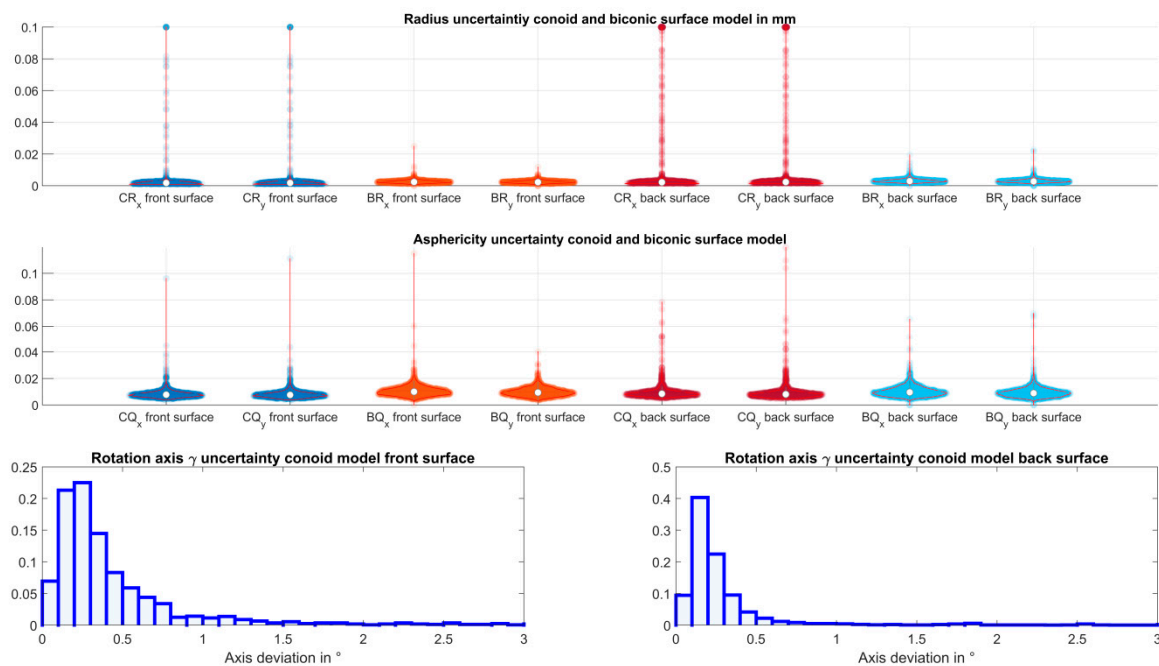 Radius uncertaintiy conoid and biconic surface model in mm
0.1
0.08
0.06
0.04
0.02
0
CRx front surface CRy front surface BRx front surface BRy front surface CRx back surface CRy back surface BRx back surface BRy back surface
Asphericity uncertainty conoid and biconic surface model
0.1
0.08
0.06
0.04
0.02
0
CQx front surface CQy front surface BQx front surface BQy front surface CQx back surface CQy back surface BQx back surface BQy back surface
Rotation axis γ uncertainty conoid model front surface
0.25
0.2
0.15
0.1
0.05
0
0 0.5 1 1.5 2 2.5 3
Axis deviation in °
Rotation axis γ uncertainty conoid model back surface
0.5
0.4
0.3
0.2
0.1
0
0 0.5 1 1.5 2 2.5 3
Axis deviation in °